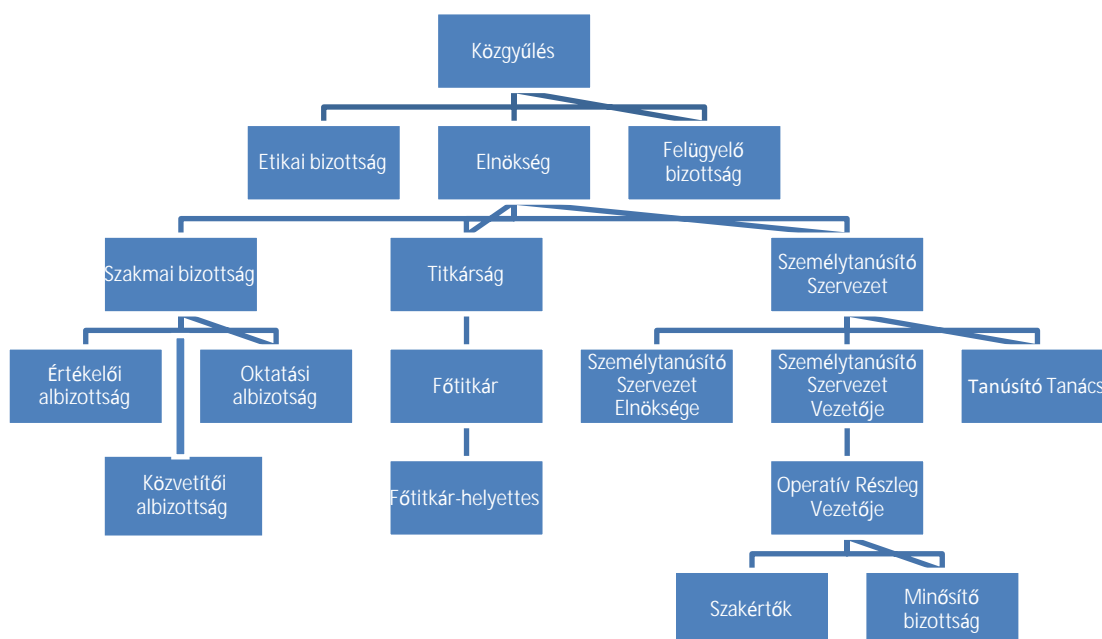 Közgyűlés
Etikai bizottság
Elnökség
Felügyelő
bizottság
Szakmai bizottság
Titkárság
Személytanúsító
Szervezet
Értékelői
albizottság
Oktatási
albizotság
Főtitkár
Személytanúsító
Szervezet
Elnöksége
Személytanúsító
Szervezet
Vezetője
Tanúsító Tanács
Közvetítői
albizottság
Főtitkár-helyettes
Operatív Részleg
Vezetője
Szakértők
Minősítő
bizottság